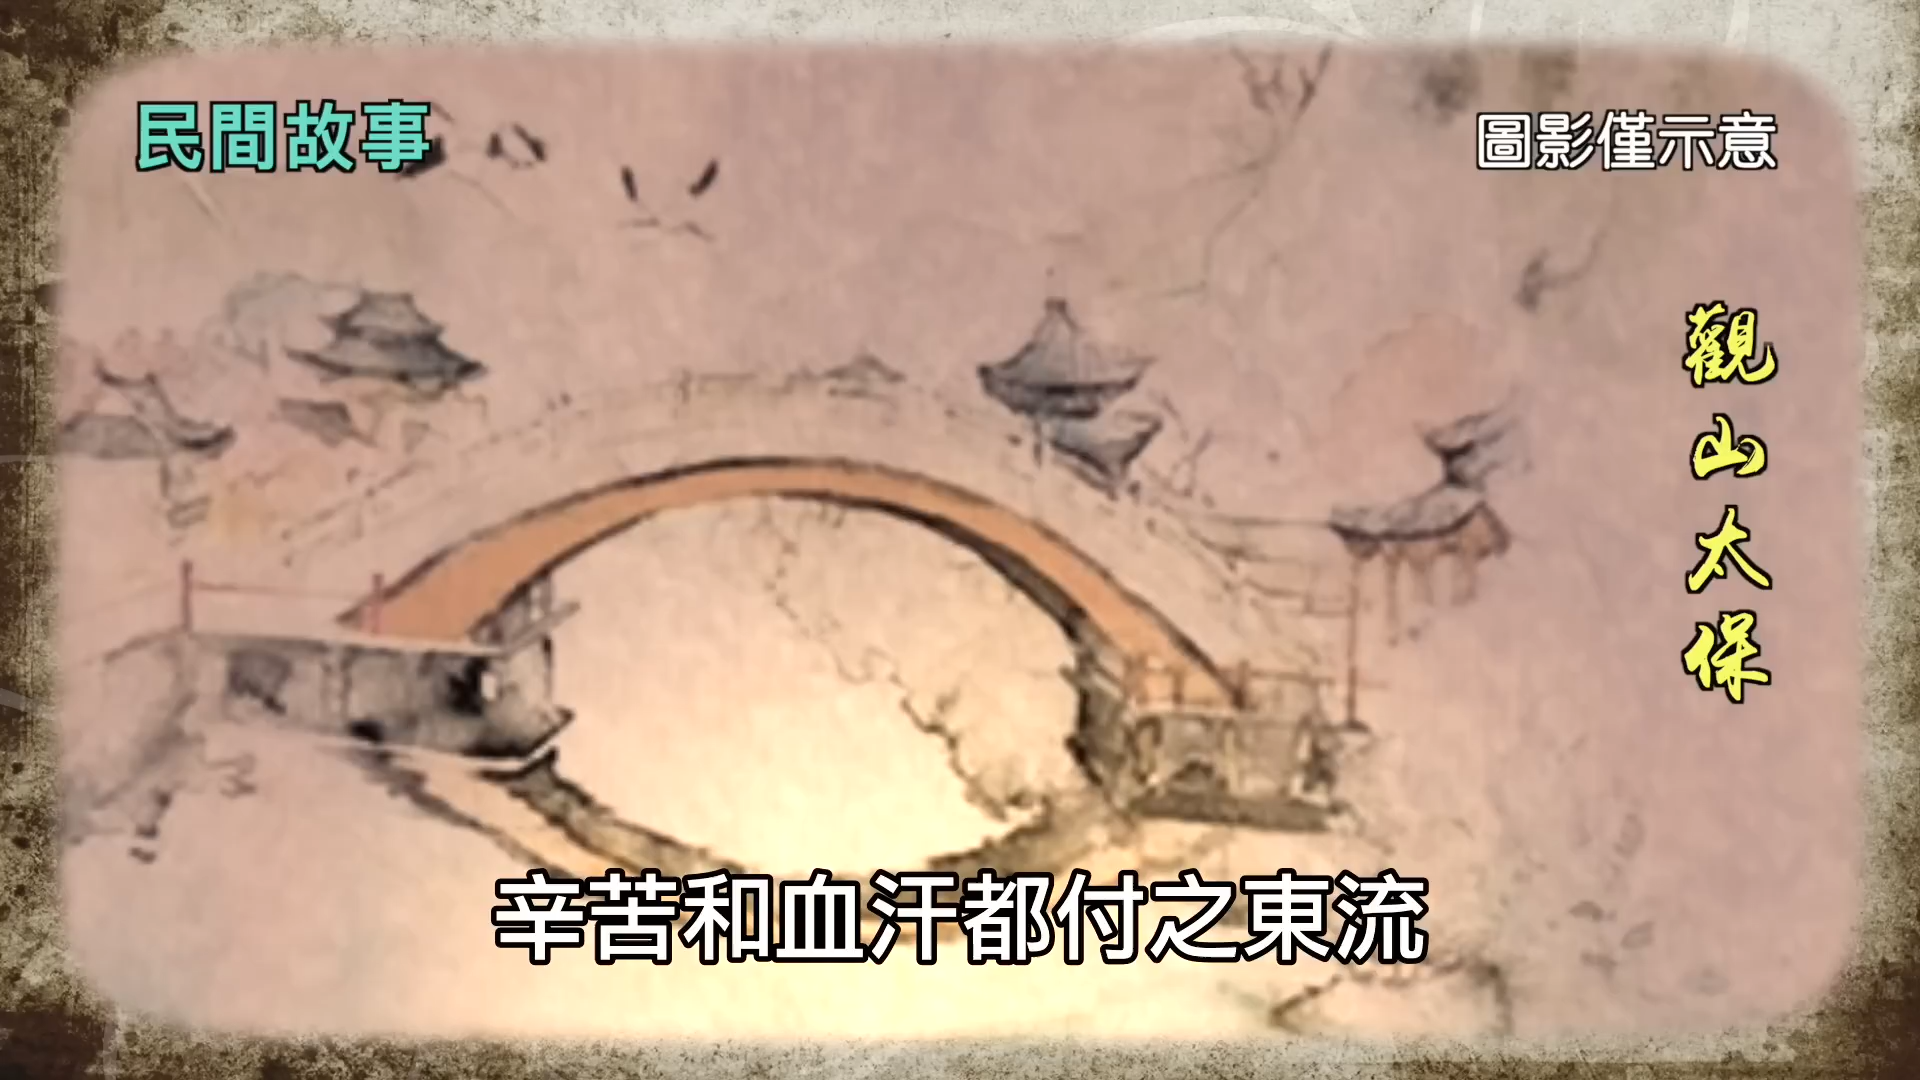 民間故事
圖影僅示意
觀山太保
辛苦和血汗都付之東流